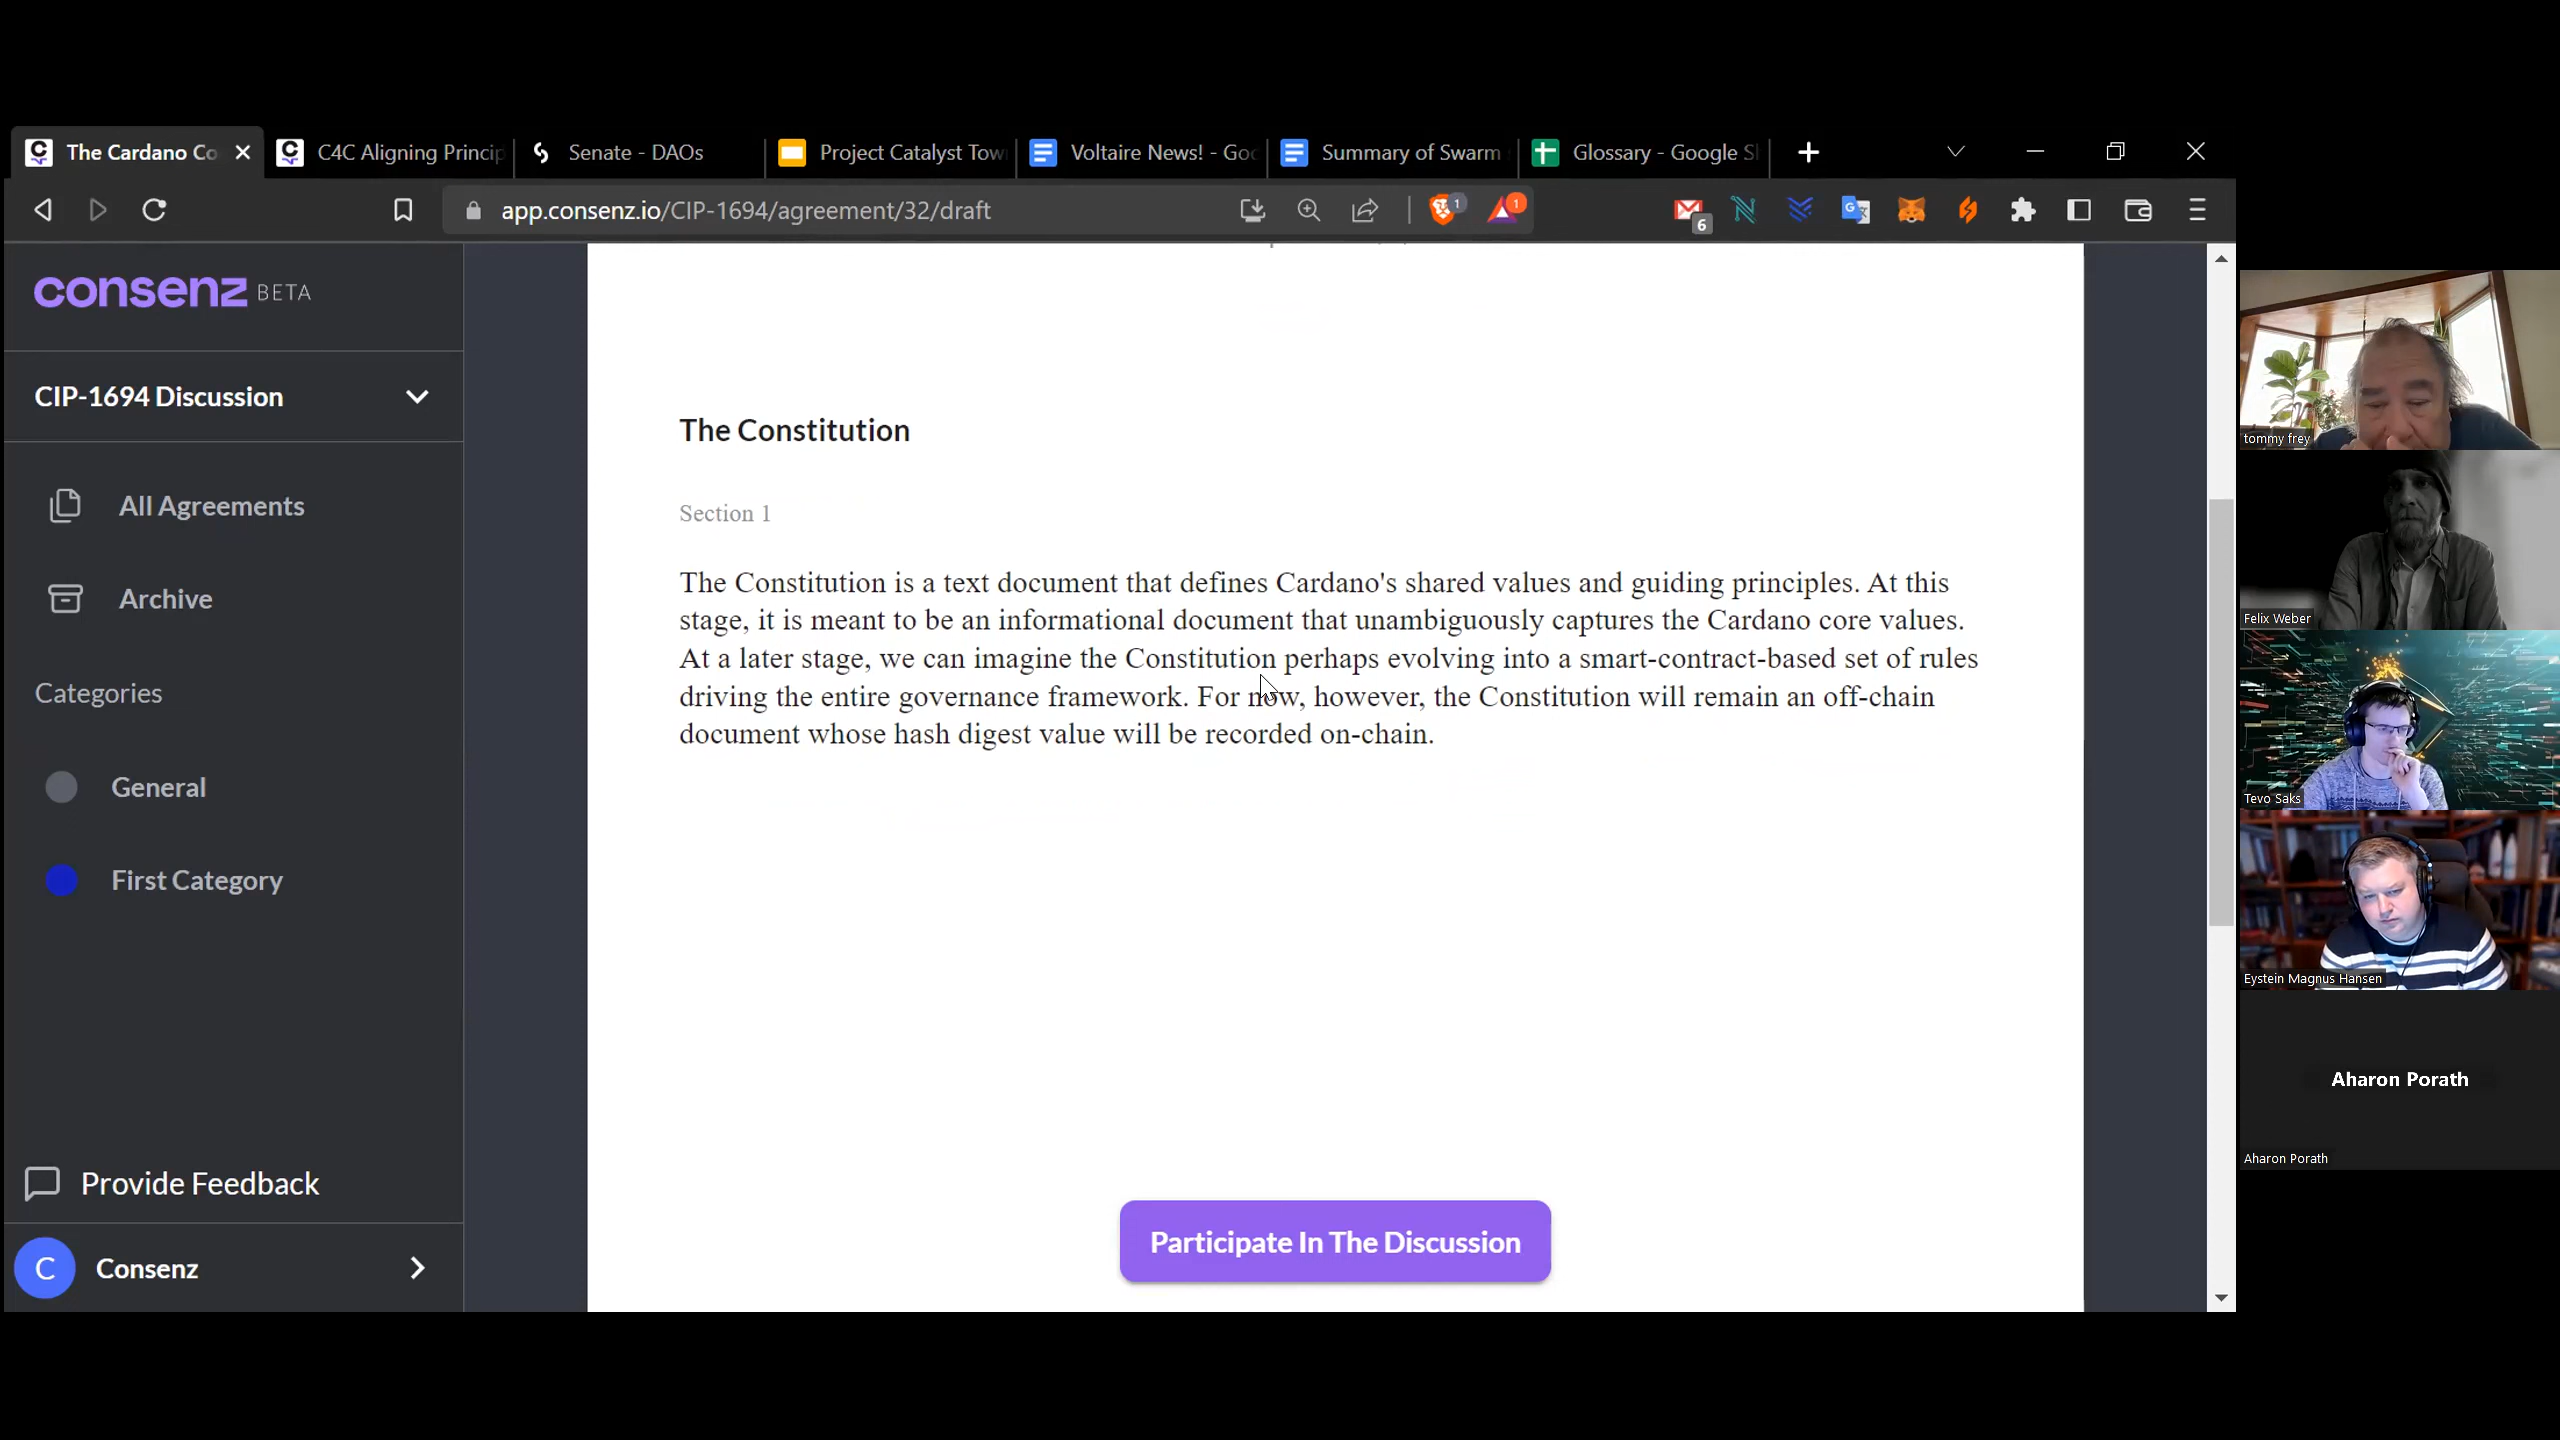 The Cardano Co
C4C Aligning Princip
Senate - DAOs
Project Catalyst Tow
Voltaire News! - Goo
Summary of Swarm
Glossary - Google Sl
app.consenz.io/CIP-1694/agreement/32/draft
1
1
6
consenz BETA
CIP-1694 Discussion
All Agreements
Archive
Categories
General
First Category
Provide Feedback
C
Consenz
The Constitution
Section 1
The Constitution is a text document that defines Cardano's shared values and guiding principles. At this
stage, it is meant to be an informational document that unambiguously captures the Cardano core values.
At a later stage, we can imagine the Constitution perhaps evolving into a smart-contract-based set of rules
driving the entire governance framework. For now, however, the Constitution will remain an off-chain
document whose hash digest value will be recorded on-chain.
Participate In The Discussion
tommy frey
Felix Weber
Tevo Saks
Eystein Magnus Hansen
Aharon Porath
Aharon Porath